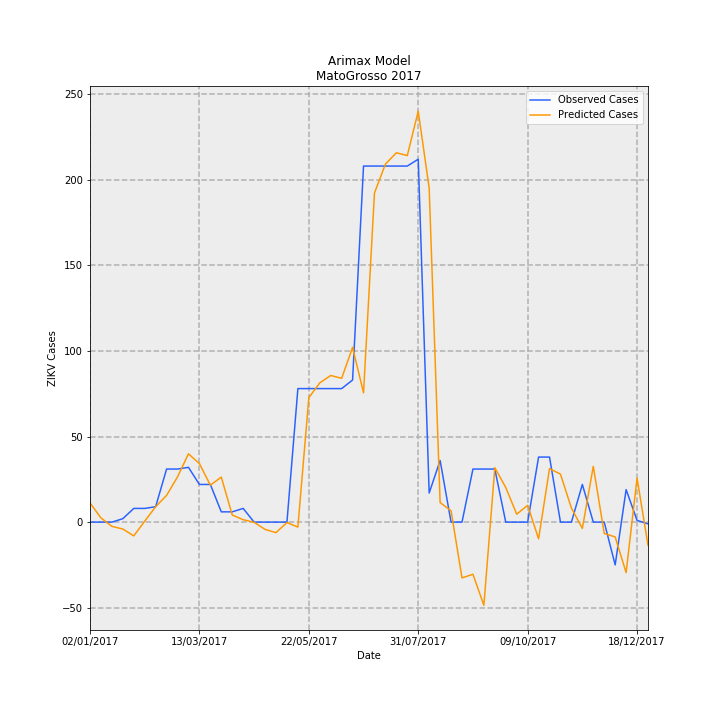 Arimax Model
MatoGrosso 2017
Observed Cases
Predicted Cases
250
200
150
100
50
0
−50
ZIKV Cases
02/01/2017
13/03/2017
22/05/2017
31/07/2017
09/10/2017
18/12/2017
Date